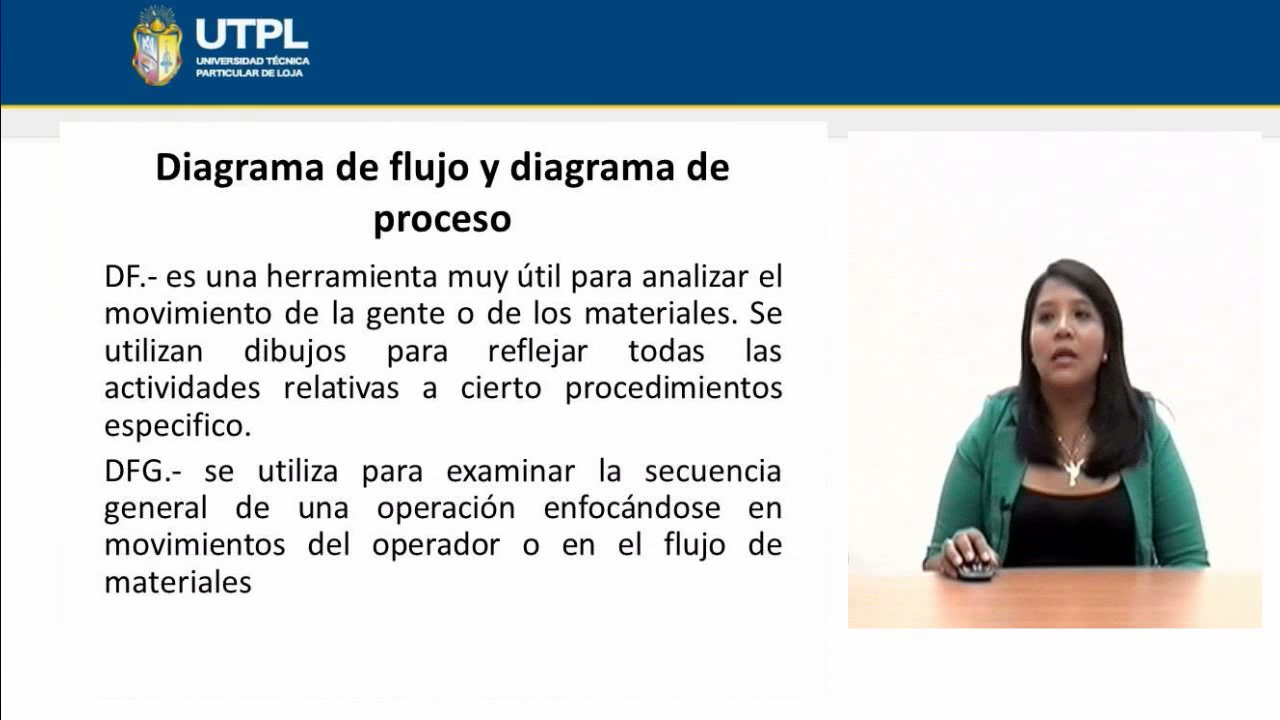 UTPL
UNIVERSIDAD TÉCNICA
PARTICULAR DE LOJA
Diagrama de flujo y diagrama de
proceso
DF.- es una herramienta muy útil para analizar el
movimiento de la gente o de los materiales. Se
utilizan dibujos para reflejar todas las
actividades relativas a cierto procedimientos
especifico.
DFG.- se utiliza para examinar la secuencia
general de una operación enfocándose en
movimientos del operador o en el flujo de
materiales